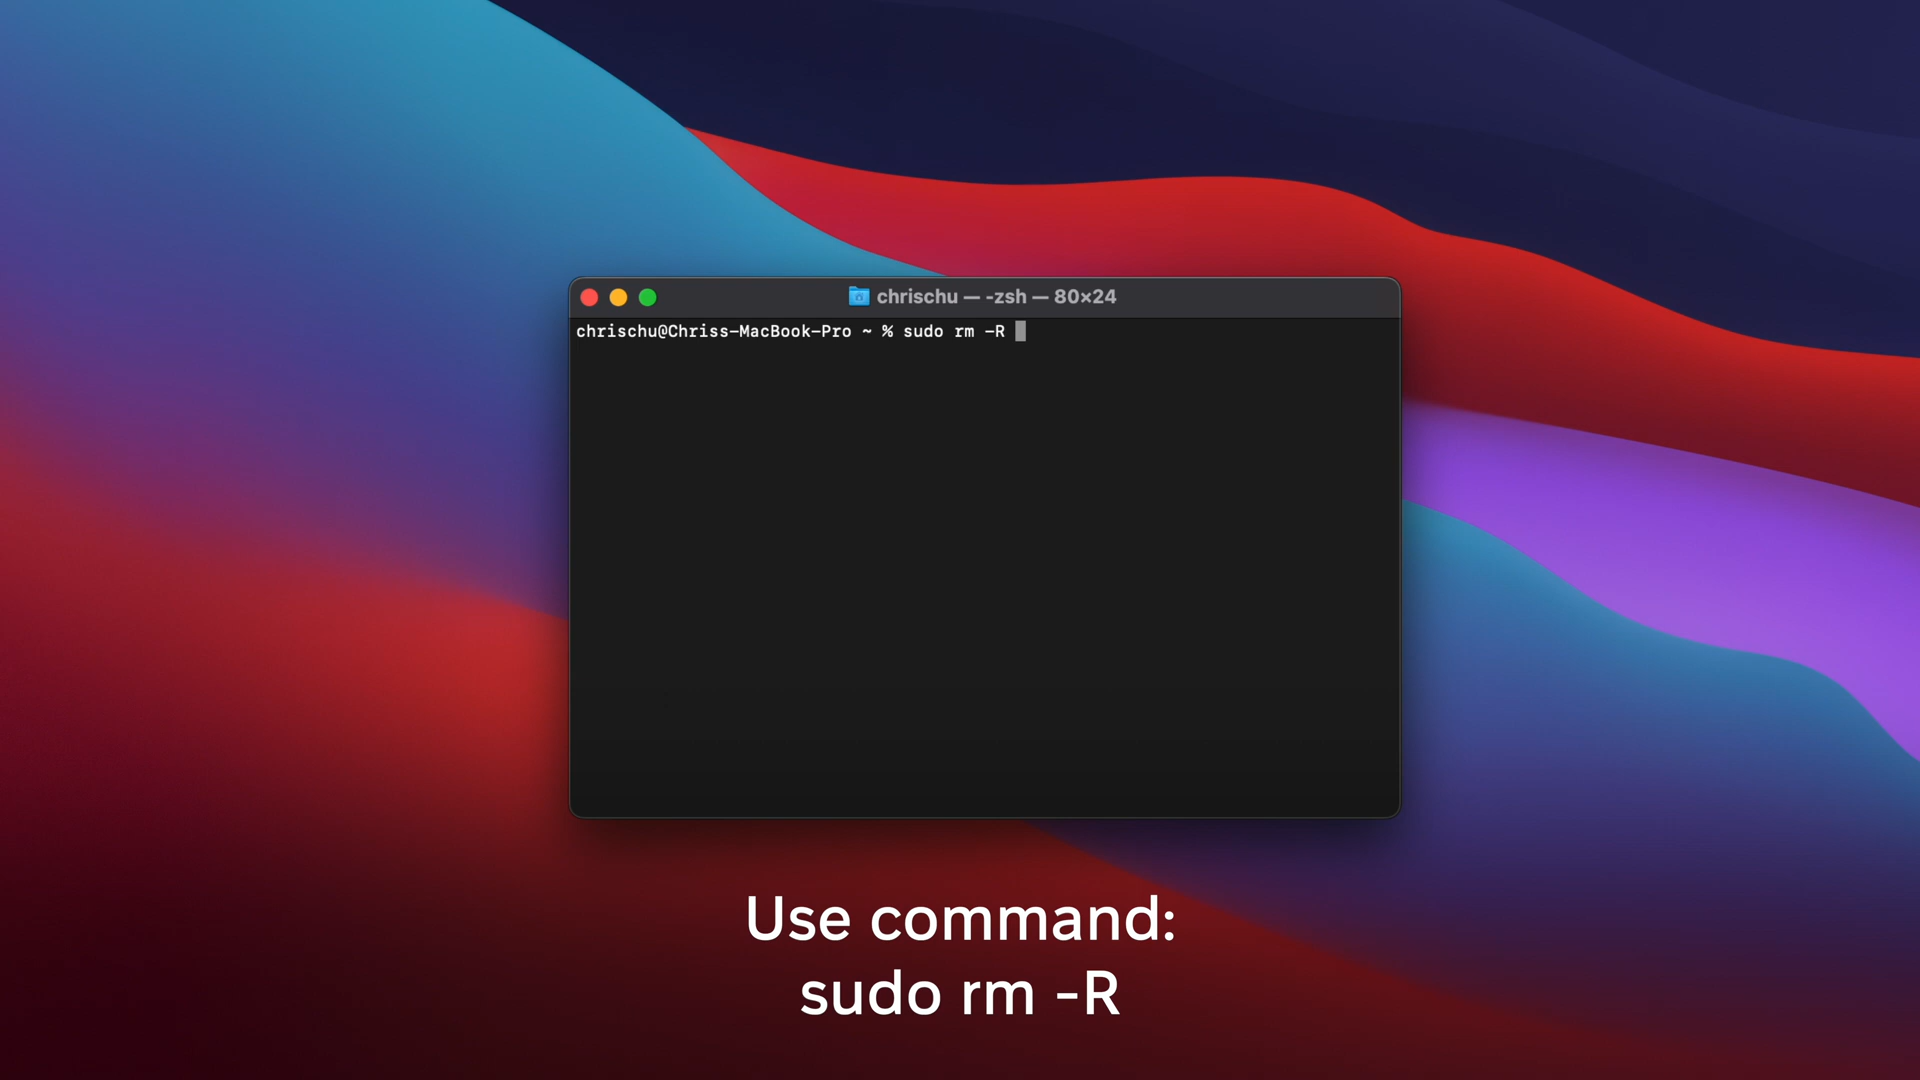 chrischu — -zsh — 80×24
chrischu@Chriss-MacBook-Pro ~ % sudo rm -R
Use command:
sudo rm -R